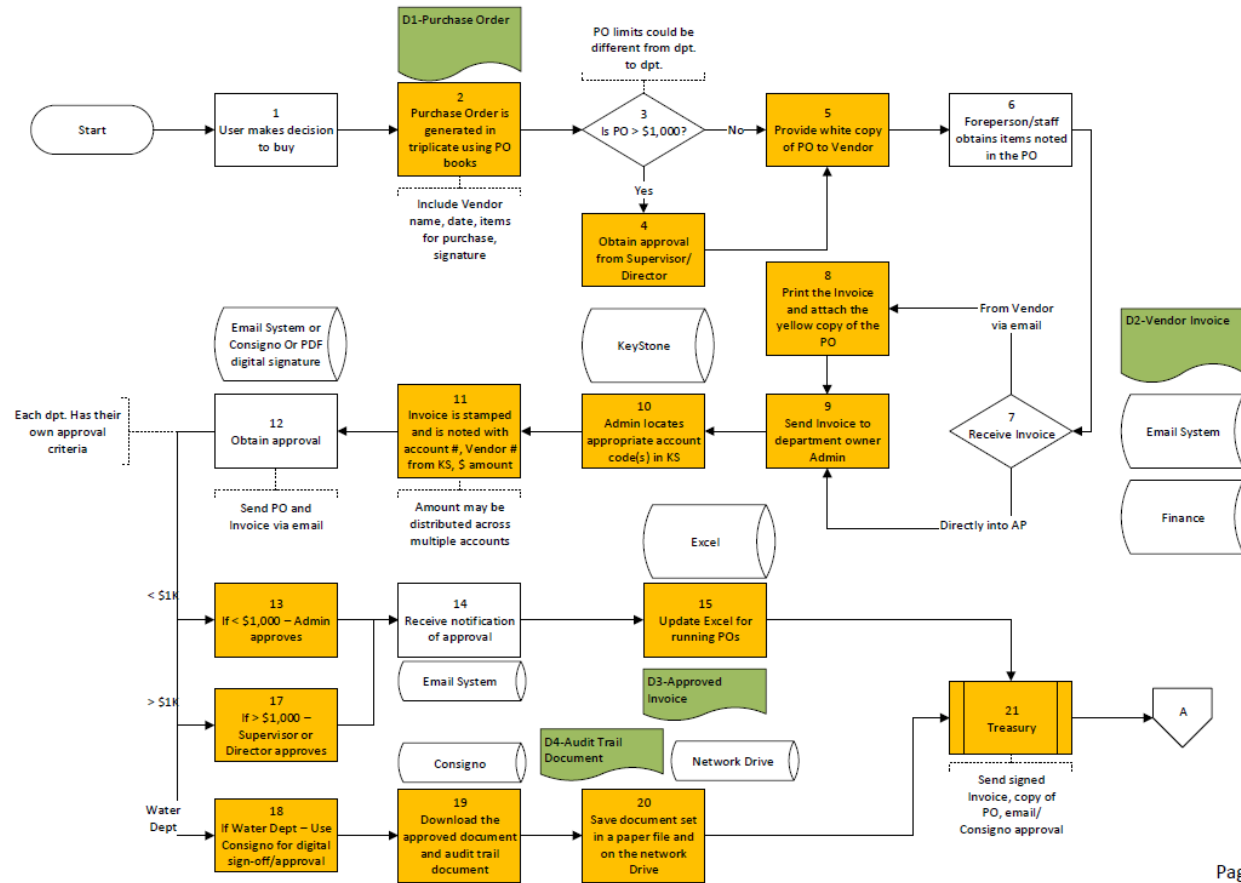 D1-Purchase Order
PO limits could be
different from dpt.
to dpt.
Start
1
User makes decision
to buy
2
Purchase Order is
generated in
triplicate using PO
books
3
Is PO > $1,000?
No
5
Provide white copy
of PO to Vendor
6
Foreperson/staff
obtains items noted
in the PO
Include Vendor
name, date, items
for purchase,
signature
Yes
4
Obtain approval
from Supervisor/
Director
8
Print the Invoice
and attach the
yellow copy of the
PO
From Vendor
via email
D2-Vendor Invoice
Email System or
Consigno Or PDF
digital signature
KeyStone
Each dpt. Has their
own approval
criteria
12
Obtain approval
11
Invoice is stamped
and is noted with
account #, Vendor #
from KS, $ amount
10
Admin locates
appropriate account
code(s) in KS
9
Send Invoice to
department owner
Admin
7
Receive Invoice
Email System
Send PO and
Invoice via email
Amount may be
distributed across
multiple accounts
Directly into AP
Finance
Excel
< $1K
13
If < $1,000 – Admin
approves
14
Receive notification
of approval
15
Update Excel for
running POs
Email System
D3-Approved
Invoice
> $1K
17
If > $1,000 –
Supervisor or
Director approves
21
Treasury
A
D4-Audit Trail
Document
Consigno
Network Drive
Water
Dept
18
If Water Dept – Use
Consigno for digital
sign-off/approval
19
Download the
approved document
and audit trail
document
20
Save document set
in a paper file and
on the network
Drive
Send signed
Invoice, copy of
PO, email/
Consigno approval
Pag